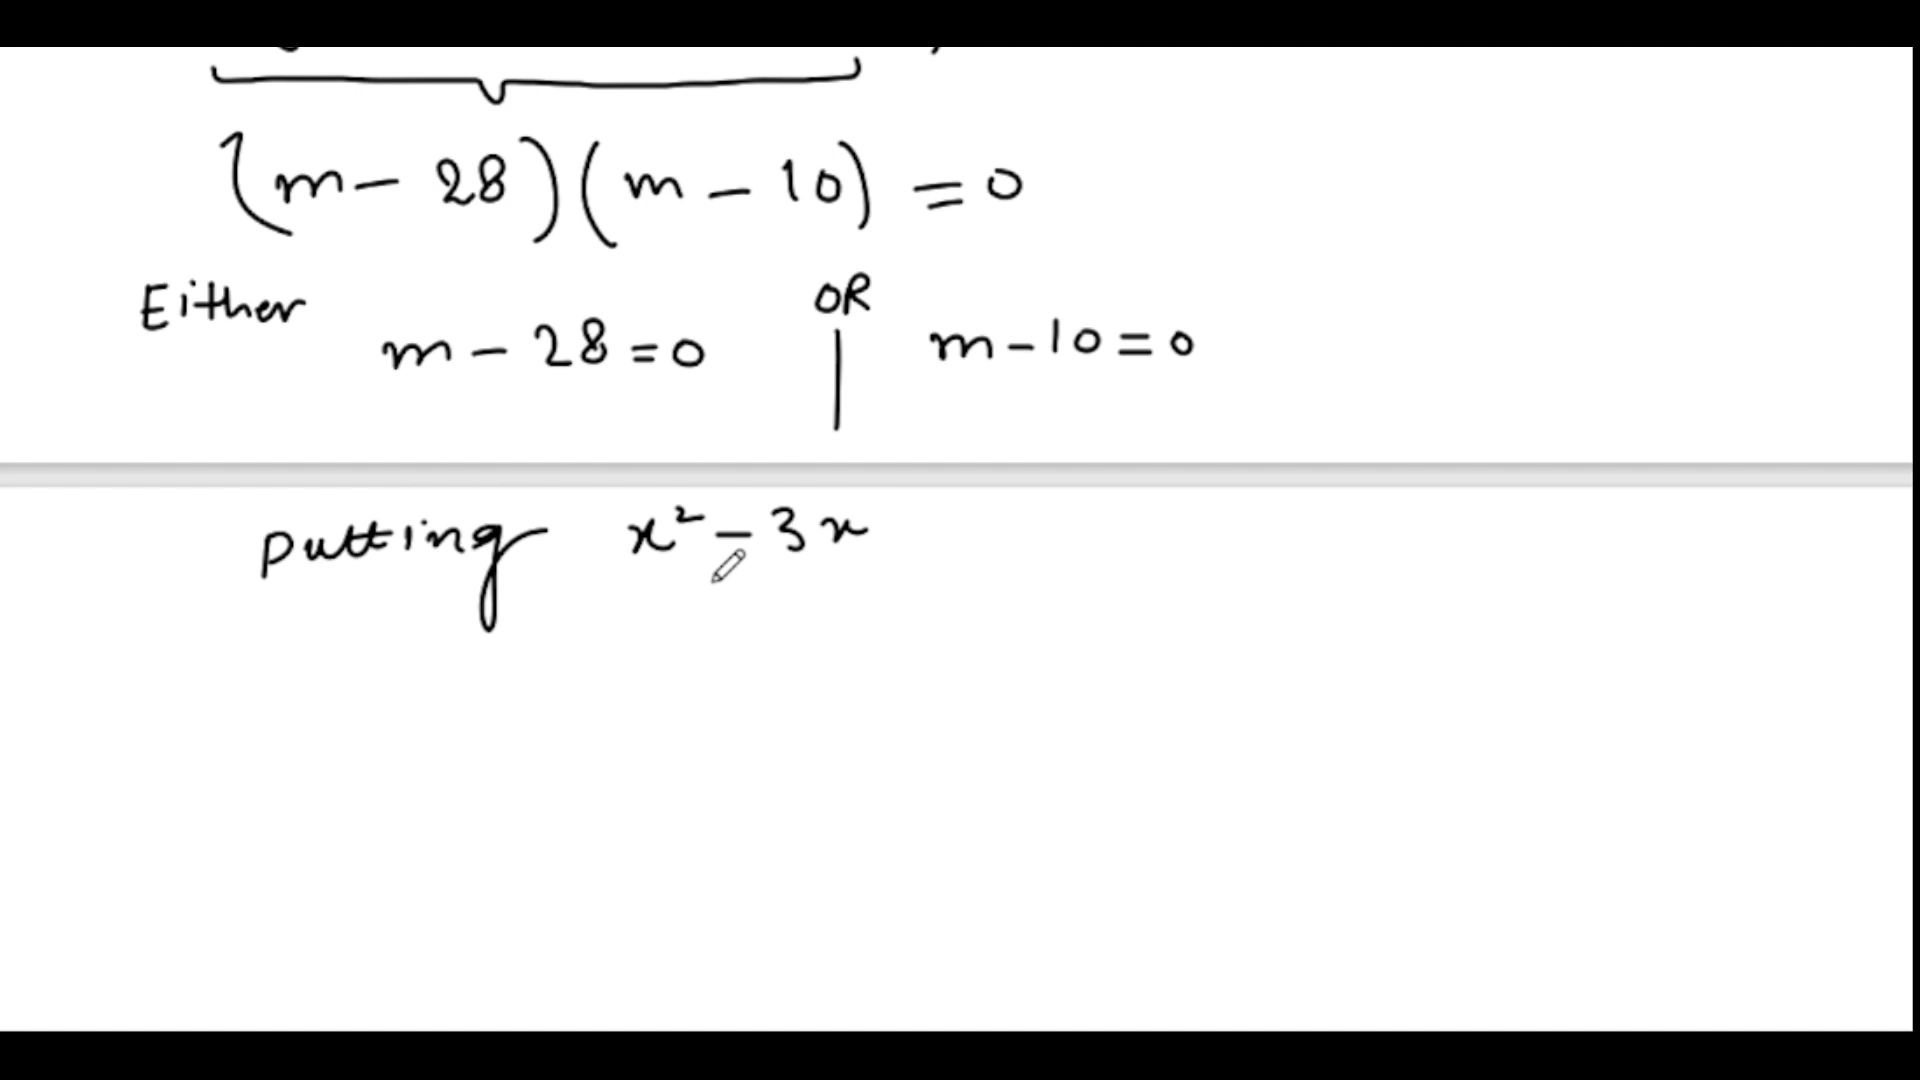 (m - 28)(m - 10) = 0
Either OR
m - 28 = 0 | m - 10 = 0
putting x² - 3x